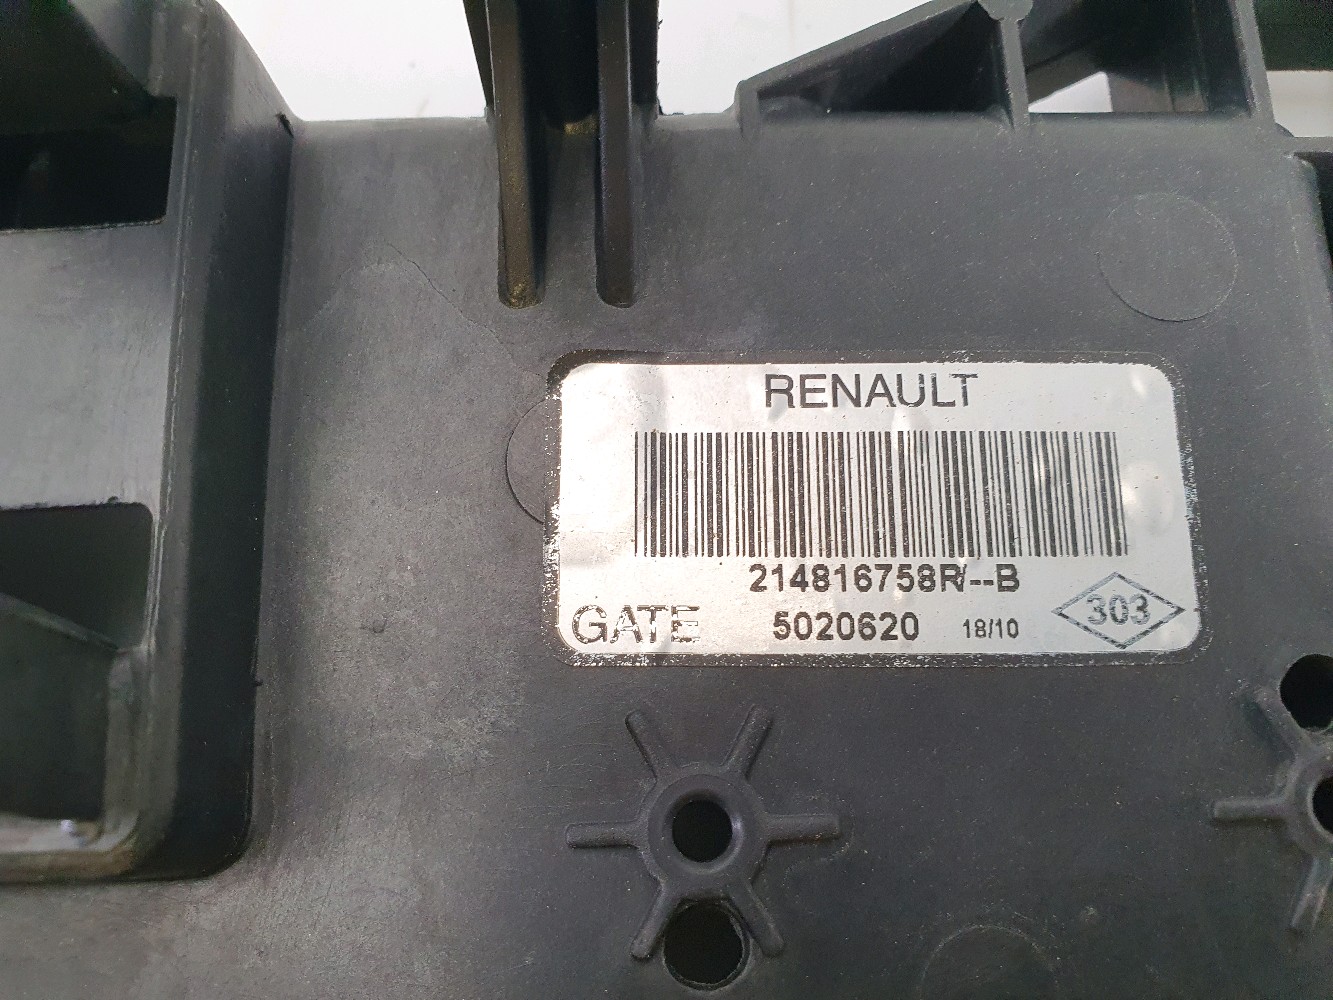 RENAULT
214816758R/--B
GATE 5020620 18/10 303